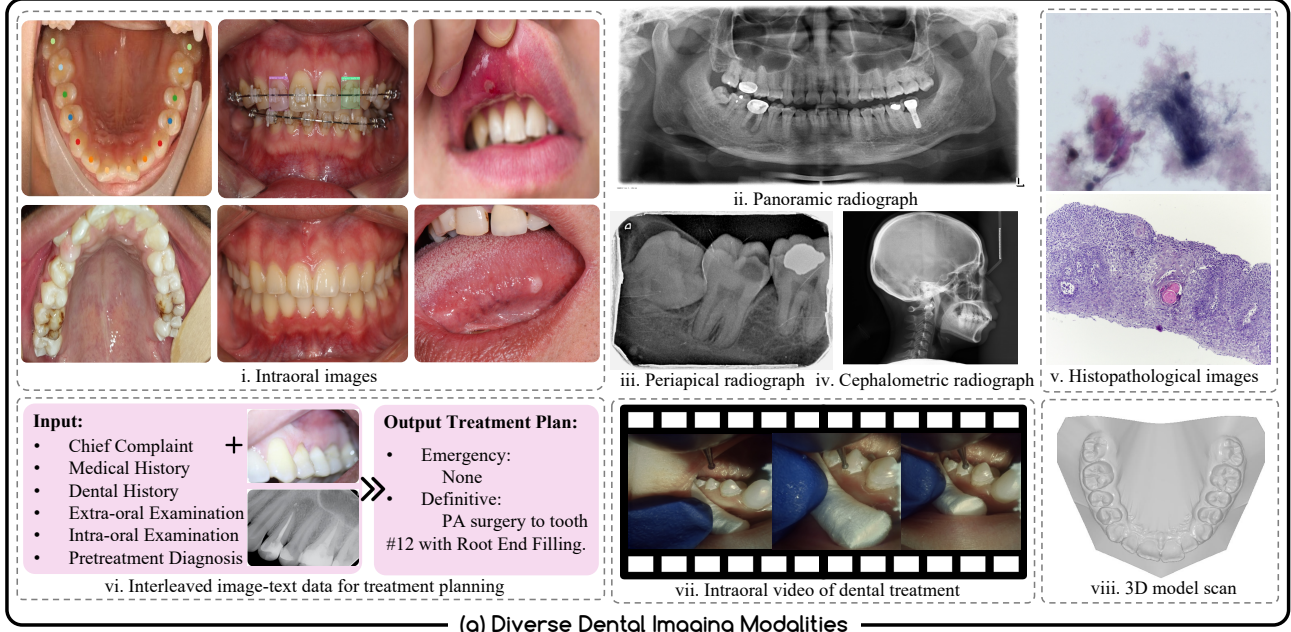 i. Intraoral images
ii. Panoramic radiograph
iii. Periapical radiograph
iv. Cephalometric radiograph
v. Histopathological images
Input:
• Chief Complaint
• Medical History
• Dental History
• Extra-oral Examination
• Intra-oral Examination
• Pretreatment Diagnosis
+
Output Treatment Plan:
• Emergency:
None
• Definitive:
PA surgery to tooth
#12 with Root End Filling.
vi. Interleaved image-text data for treatment planning
vii. Intraoral video of dental treatment
viii. 3D model scan
(a) Diverse Dental Imaging Modalities